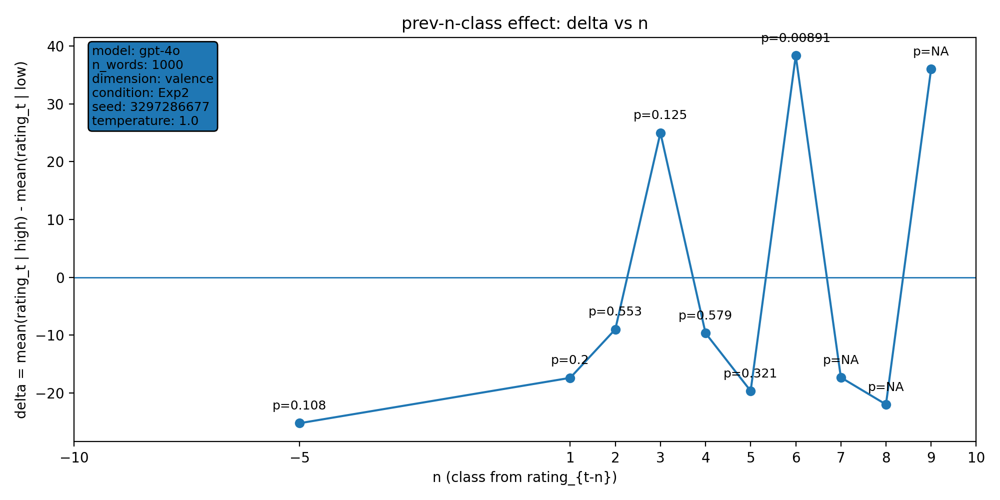 prev-n-class effect: delta vs n
model: gpt-4o
n_words: 1000
dimension: valence
condition: Exp2
seed: 3297286677
temperature: 1.0
delta = mean(rating_t | high) - mean(rating_t | low)
40
30
20
10
0
−10
−20
p=0.108
p=0.2
p=0.553
p=0.125
p=0.579
p=0.321
p=0.00891
p=NA
p=NA
p=NA
−10
−5
1
2
3
4
5
6
7
8
9
10
n (class from rating_{t-n})